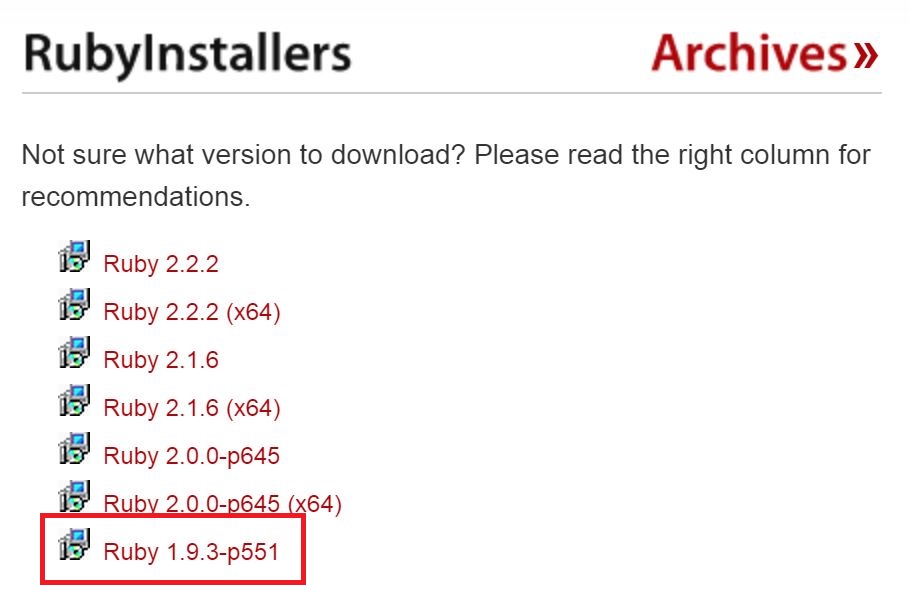 RubyInstallers
Archives»
Not sure what version to download? Please read the right column for
recommendations.
Ruby 2.2.2
Ruby 2.2.2 (x64)
Ruby 2.1.6
Ruby 2.1.6 (x64)
Ruby 2.0.0-p645
Ruby 2.0.0-p645 (x64)
Ruby 1.9.3-p551